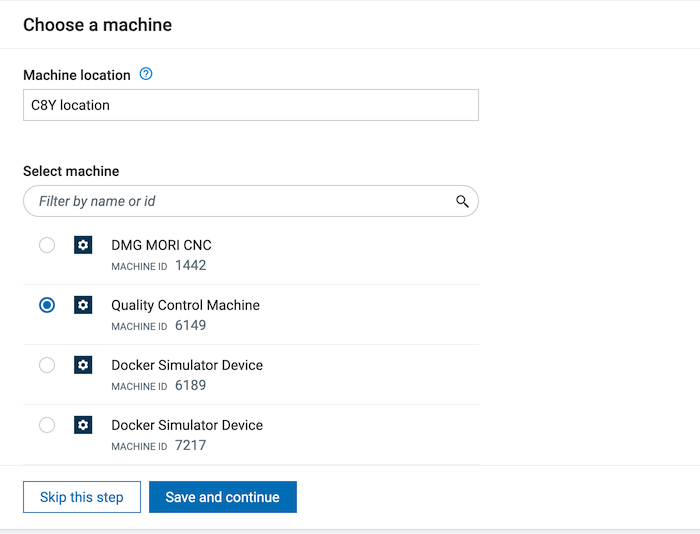 Choose a machine
Machine location
C8Y location
Select machine
Filter by name or id
DMG MORI CNC
MACHINE ID 1442
Quality Control Machine
MACHINE ID 6149
Docker Simulator Device
MACHINE ID 6189
Docker Simulator Device
MACHINE ID 7217
Skip this step Save and continue